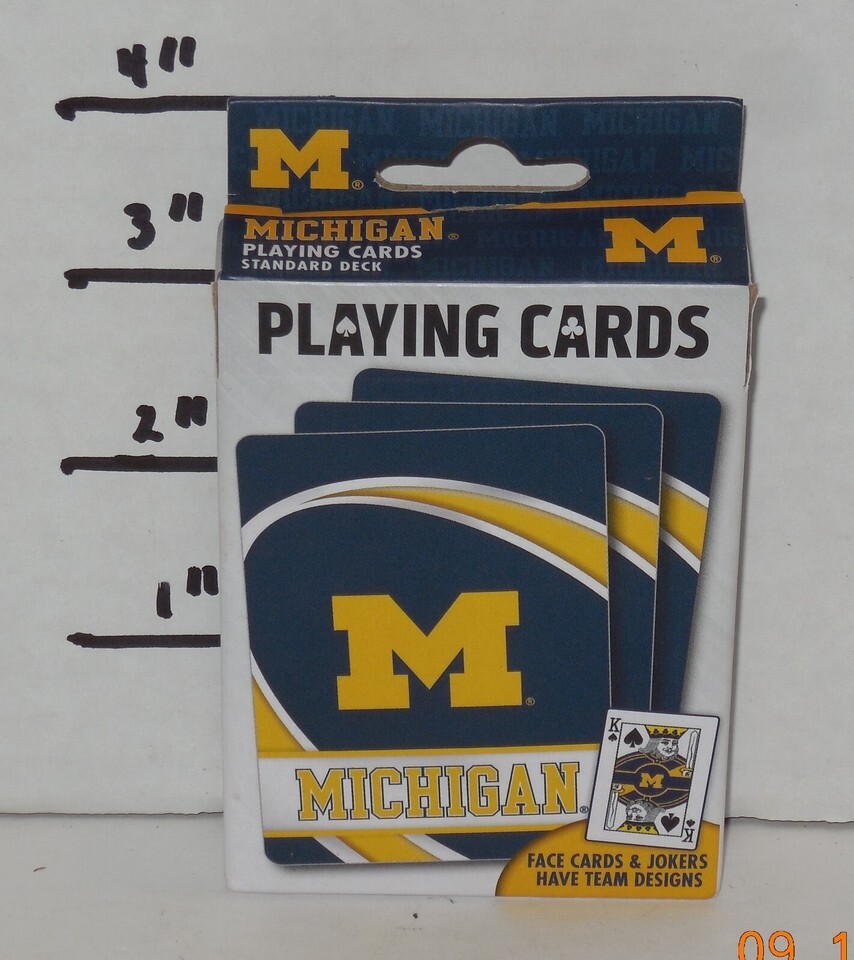 4"
3"
2"
1"
MICHIGAN MICHIGAN MICHIGAN
M®
MICHIGAN®
PLAYING CARDS
STANDARD DECK
M®
PLAYING CARDS
M®
MICHIGAN®
K
M
K
FACE CARDS & JOKERS
HAVE TEAM DESIGNS
09 1